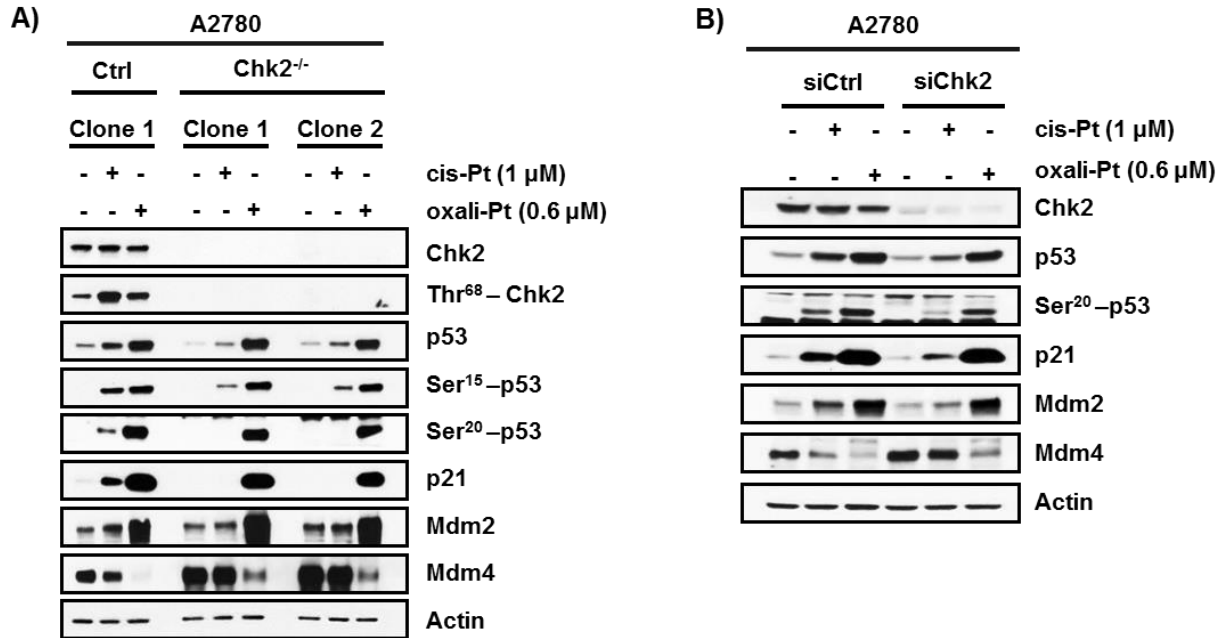 A)
A2780
Ctrl Chk2⁻/⁻
Clone 1 Clone 1 Clone 2
- + - - + - - + - cis-Pt (1 µM)
- - + - - + - - + oxali-Pt (0.6 µM)
Chk2
Thr⁶⁸– Chk2
p53
Ser¹⁵–p53
Ser²⁰–p53
p21
Mdm2
Mdm4
Actin
B)
A2780
siCtrl siChk2
- + - - + - cis-Pt (1 µM)
- - + - - + oxali-Pt (0.6 µM)
Chk2
p53
Ser²⁰–p53
p21
Mdm2
Mdm4
Actin